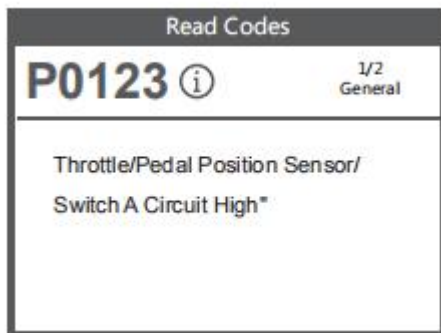 Read Codes
P0123 i
1/2
General
Throttle/Pedal Position Sensor/
Switch A Circuit High"